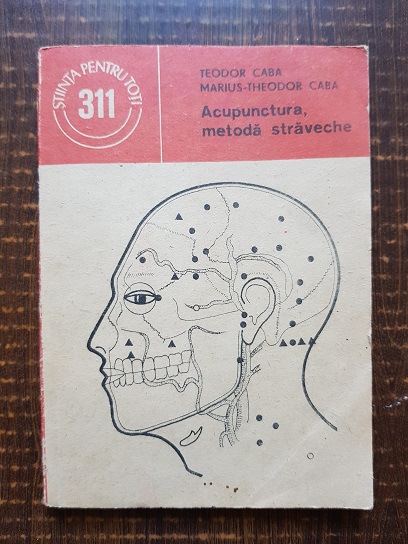 ȘTIINȚA PENTRU TOȚI
311
TEODOR CABA
MARIUS-THEODOR CABA
Acupunctura,
metodă străveche